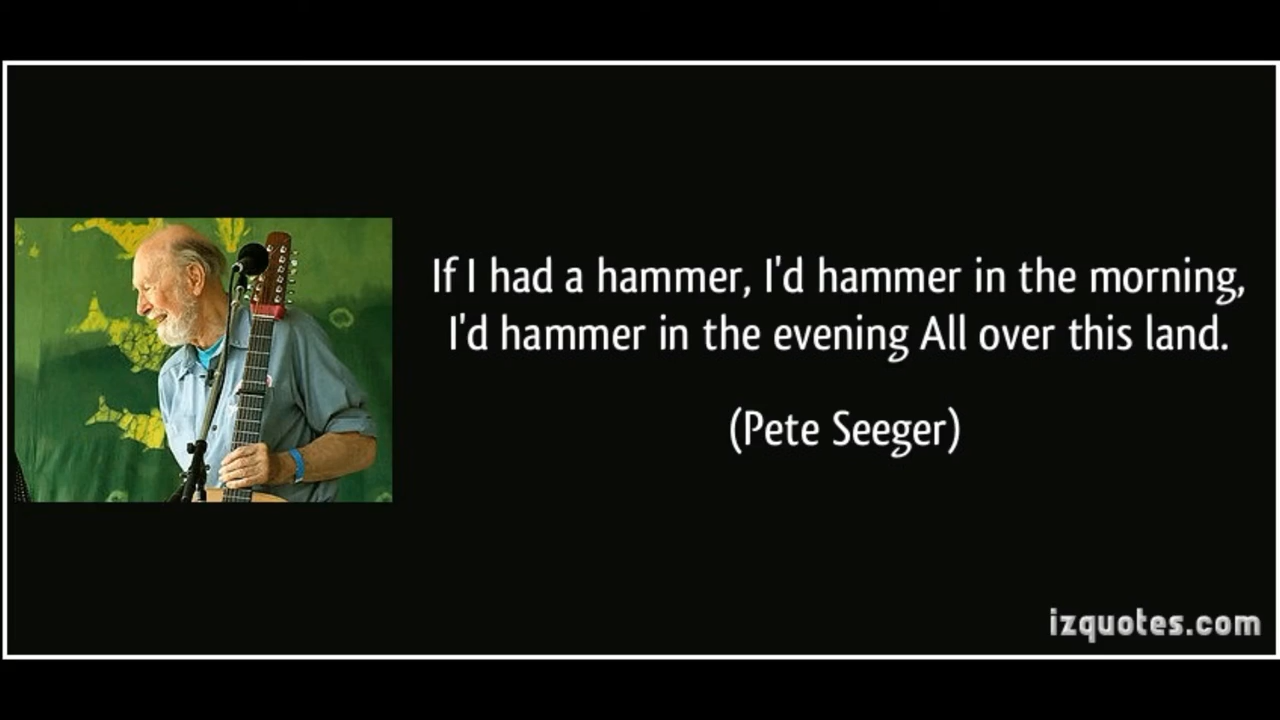 If I had a hammer, I'd hammer in the morning,
I'd hammer in the evening All over this land.
(Pete Seeger)
izquotes.com